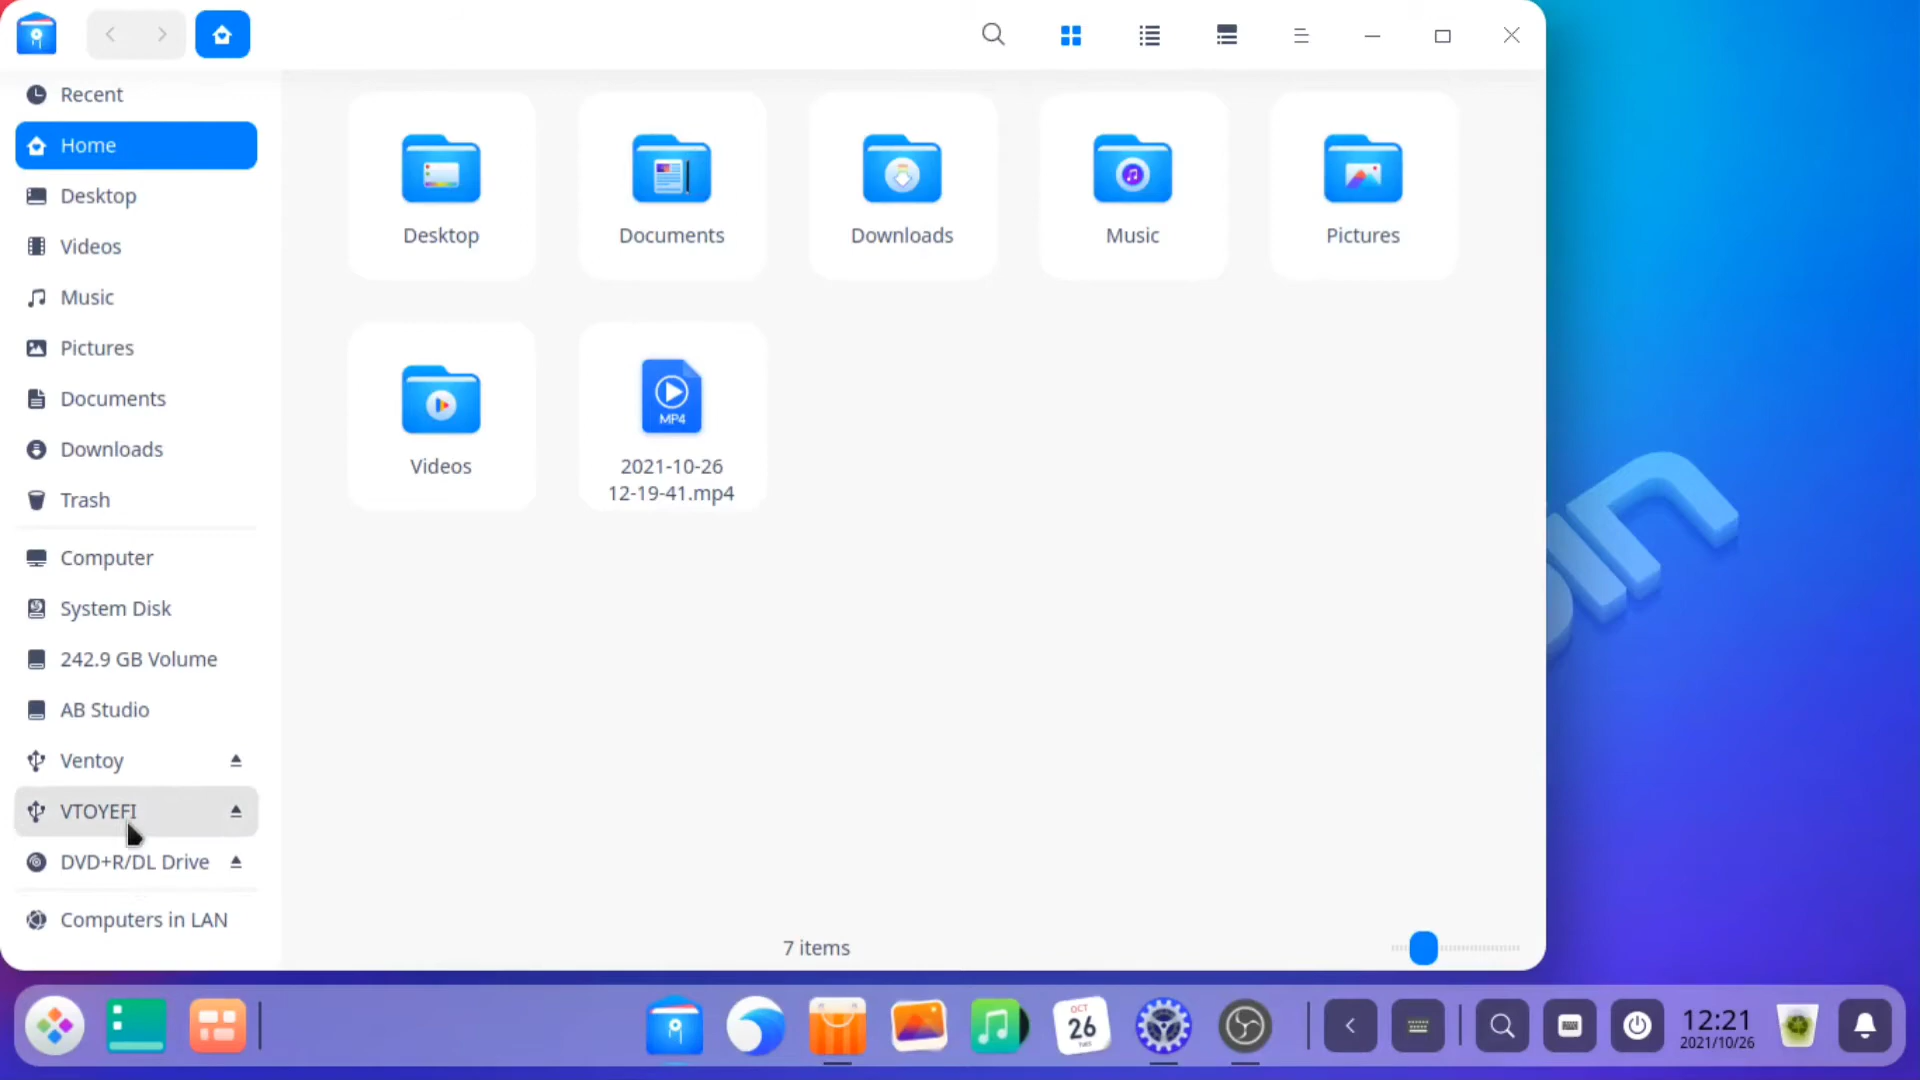 Recent
Home
Desktop
Videos
Music
Pictures
Documents
Downloads
Trash
Computer
System Disk
242.9 GB Volume
AB Studio
Ventoy
VTOYEFI
DVD+R/DL Drive
Computers in LAN
Desktop
Documents
Downloads
Music
Pictures
Videos
MP4
2021-10-26
12-19-41.mp4
7 items
OCT
26
TUE
12:21
2021/10/26